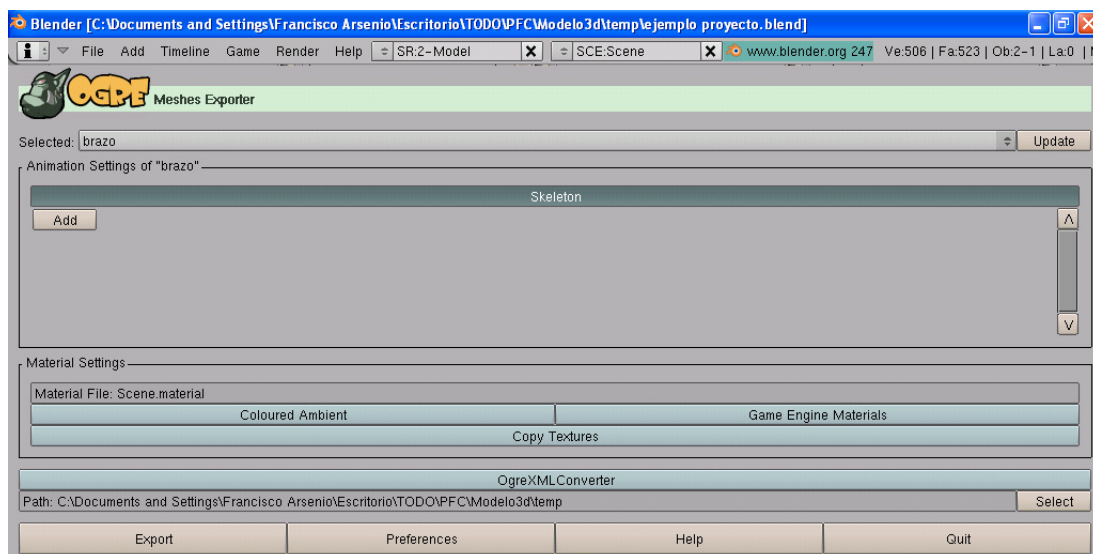 Blender [C:\Documents and Settings\Francisco Arsenio\Escritorio\TODO\PFC\Modelo3d\temp\ejemplo proyecto.blend]
File Add Timeline Game Render Help SR:2-Model SCE:Scene www.blender.org 247 Ve:506 | Fa:523 | Ob:2-1 | La:0 |
OGRE Meshes Exporter
Selected: brazo Update
Animation Settings of "brazo"
Skeleton
Add
Material Settings
Material File: Scene.material
Coloured Ambient Game Engine Materials
Copy Textures
OgreXMLConverter
Path: C:\Documents and Settings\Francisco Arsenio\Escritorio\TODO\PFC\Modelo3d\temp Select
Export Preferences Help Quit